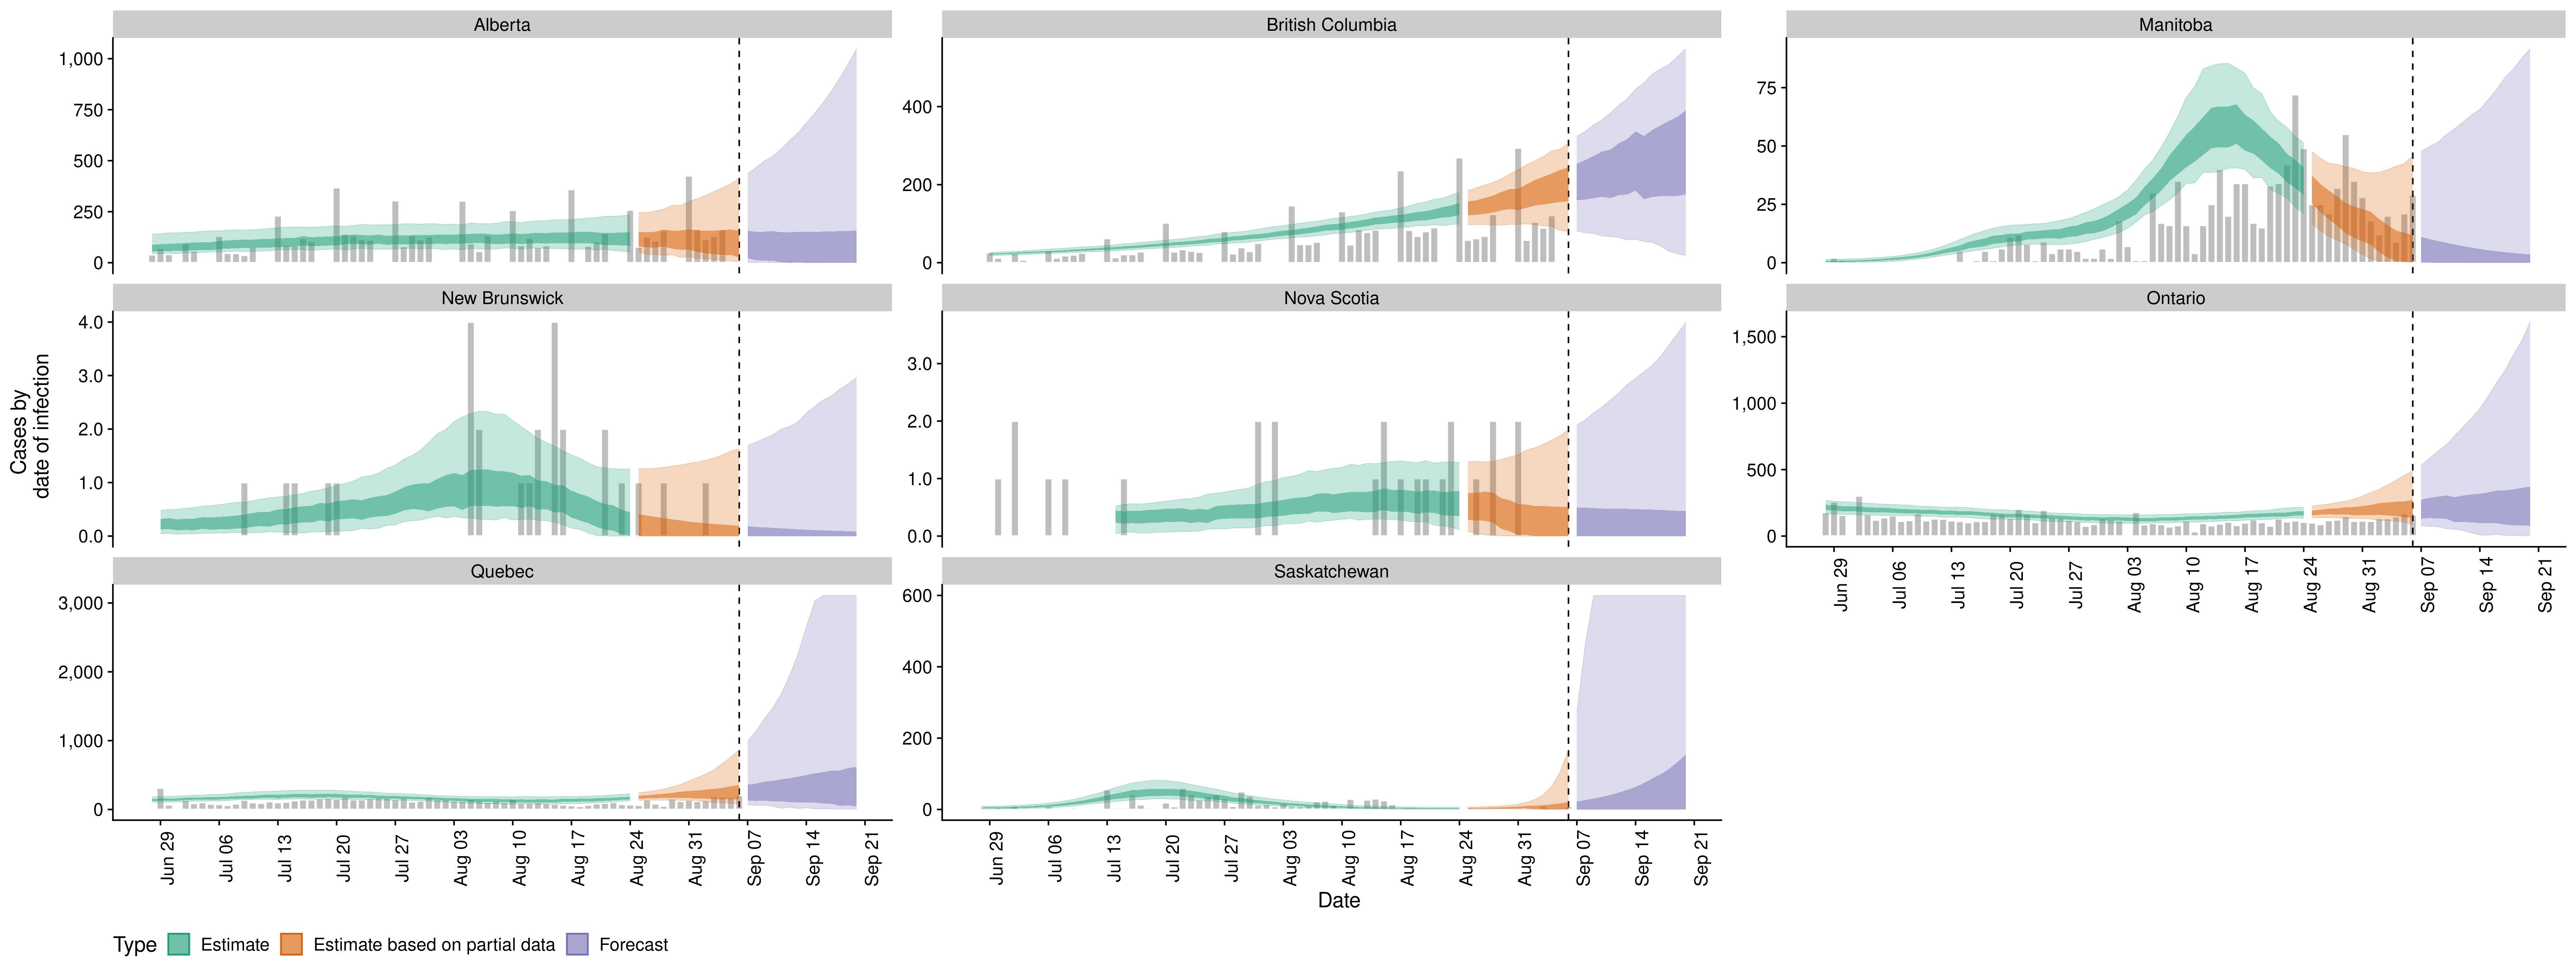 Alberta
British Columbia
Manitoba
1,000
750
500
250
0
400
200
0
75
50
25
0
New Brunswick
Nova Scotia
Ontario
4.0
3.0
2.0
1.0
0.0
3.0
2.0
1.0
0.0
1,500
1,000
500
0
Cases by
date of infection
Jun 29 Jul 06 Jul 13 Jul 20 Jul 27 Aug 03 Aug 10 Aug 17 Aug 24 Aug 31 Sep 07 Sep 14 Sep 21
Quebec
Saskatchewan
3,000
2,000
1,000
0
600
400
200
0
Jun 29 Jul 06 Jul 13 Jul 20 Jul 27 Aug 03 Aug 10 Aug 17 Aug 24 Aug 31 Sep 07 Sep 14 Sep 21
Jun 29 Jul 06 Jul 13 Jul 20 Jul 27 Aug 03 Aug 10 Aug 17 Aug 24 Aug 31 Sep 07 Sep 14 Sep 21
Date
Type Estimate Estimate based on partial data Forecast